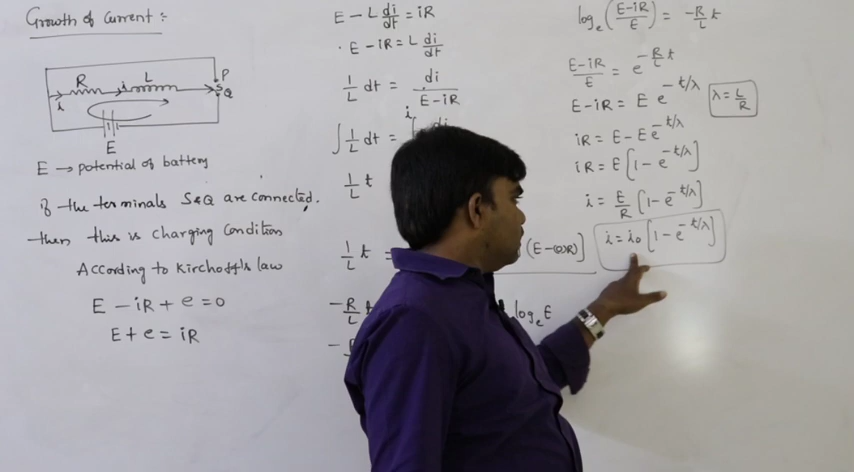 Growth of Current :-
R
L
P
S
Q
i
i
E
E → potential of battery
If the terminals S&Q are connected.
then this is charging condition
According to Kirchoff's law
E - iR + e = 0
E + e = iR
E - L di/dt = iR
E - iR = L di/dt
1/L dt = di/(E - iR)
∫ 1/L dt =
1/L t
1/L t = (E-(0)R)]
-R/L t log_e E
log_e((E-iR)/E) = -R/L t
(E-iR)/E = e^(-R/L t)
E - iR = E e^(-t/λ)
λ = L/R
iR = E - E e^(-t/λ)
iR = E[1 - e^(-t/λ)]
i = E/R [1 - e^(-t/λ)]
i = i₀ [1 - e^(-t/λ)]